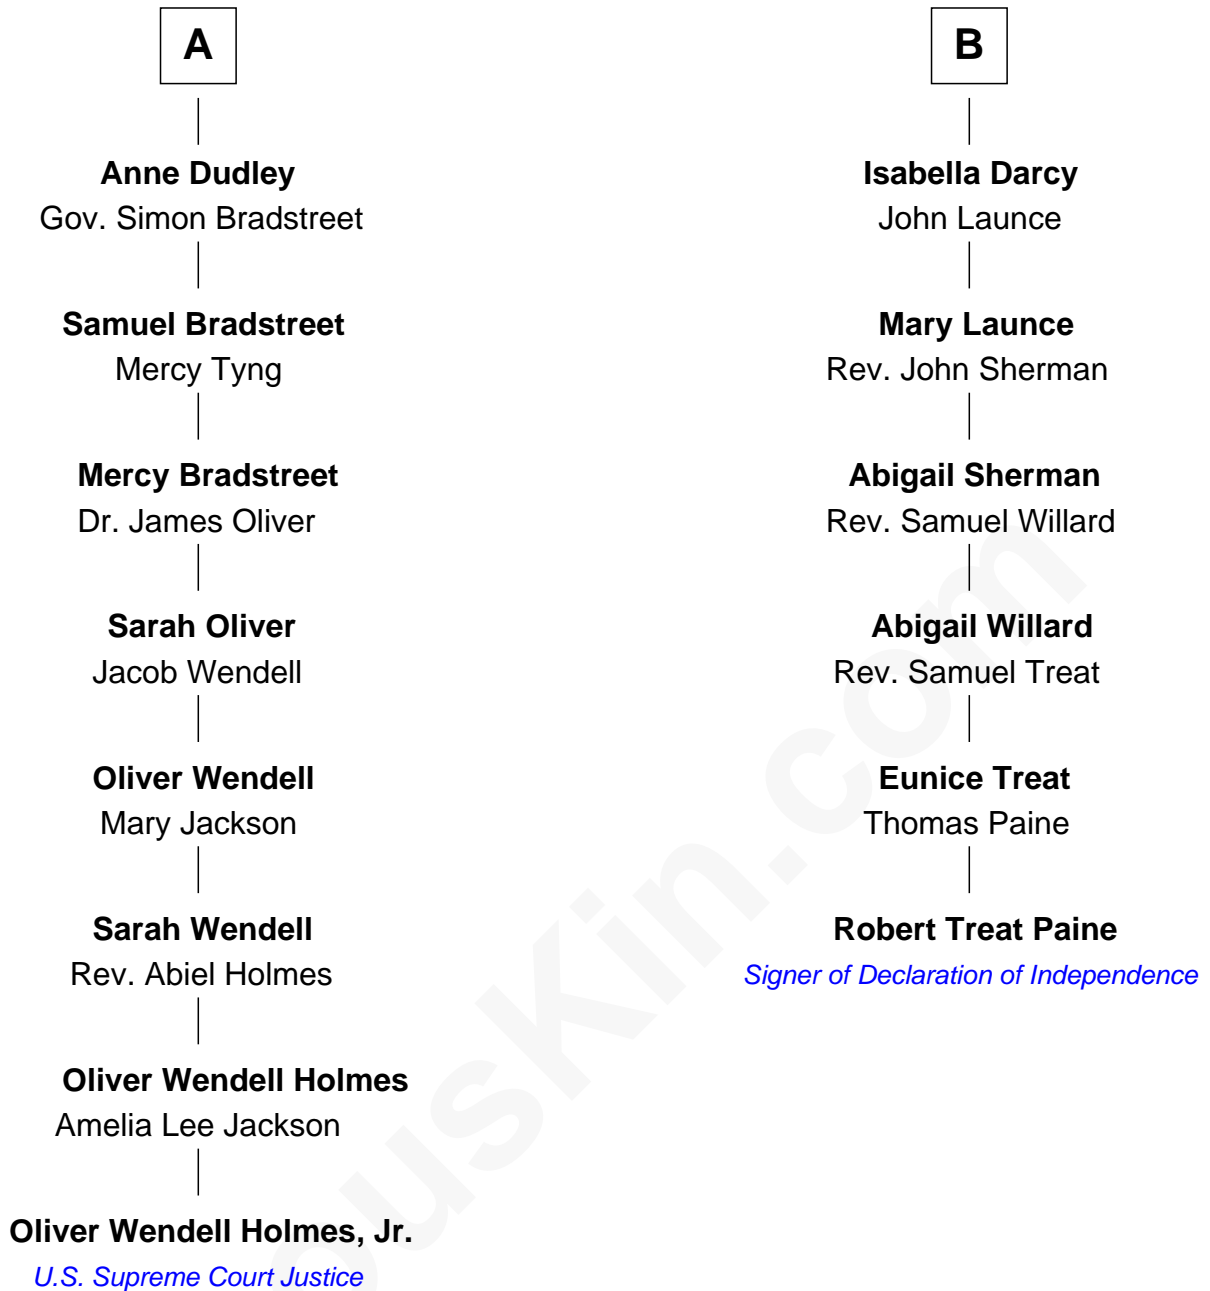 A
Anne Dudley
Gov. Simon Bradstreet
Samuel Bradstreet
Mercy Tyng
Mercy Bradstreet
Dr. James Oliver
Sarah Oliver
Jacob Wendell
Oliver Wendell
Mary Jackson
Sarah Wendell
Rev. Abiel Holmes
Oliver Wendell Holmes
Amelia Lee Jackson
Oliver Wendell Holmes, Jr.
U.S. Supreme Court Justice
B
Isabella Darcy
John Launce
Mary Launce
Rev. John Sherman
Abigail Sherman
Rev. Samuel Willard
Abigail Willard
Rev. Samuel Treat
Eunice Treat
Thomas Paine
Robert Treat Paine
Signer of Declaration of Independence
ousKin.com